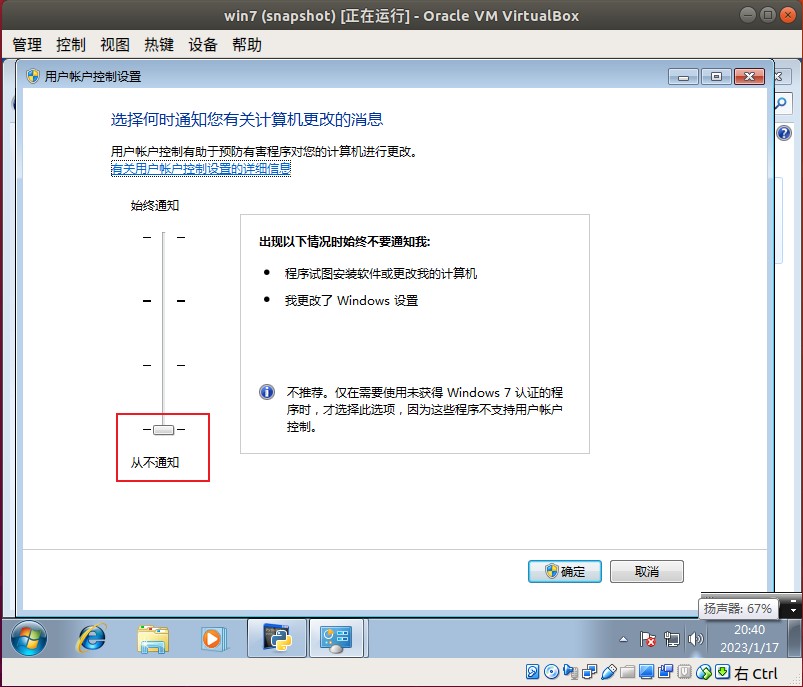 win7 (snapshot) [正在运行] - Oracle VM VirtualBox
管理 控制 视图 热键 设备 帮助
用户帐户控制设置
选择何时通知您有关计算机更改的消息
用户帐户控制有助于预防有害程序对您的计算机进行更改。
有关用户帐户控制设置的详细信息
始终通知
出现以下情况时始终不要通知我:
• 程序试图安装软件或更改我的计算机
• 我更改了 Windows 设置
不推荐。仅在需要使用未获得 Windows 7 认证的程
序时，才选择此选项，因为这些程序不支持用户帐户
控制。
从不通知
确定 取消
扬声器: 67%
20:40
2023/1/17
右 Ctrl